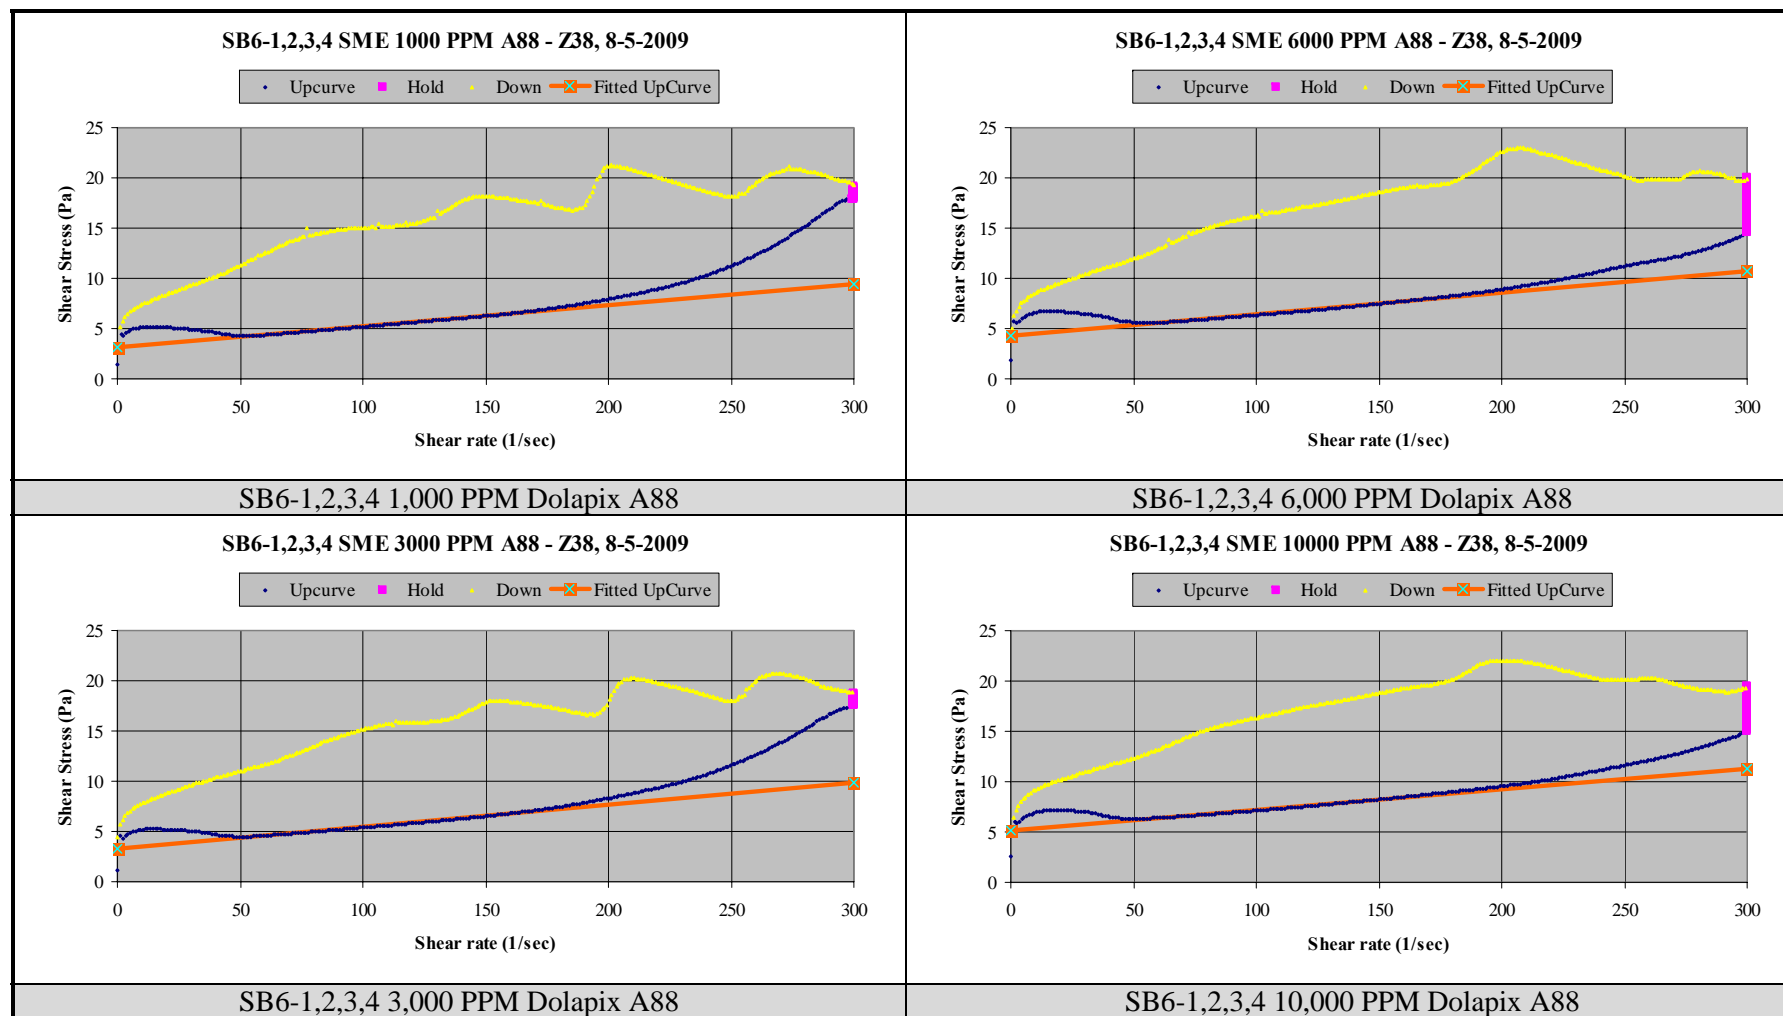 SB6-1,2,3,4 SME 1000 PPM A88 - Z38, 8-5-2009
Upcurve Hold Down Fitted UpCurve
25
20
15
10
5
0
Shear Stress (Pa)
0 50 100 150 200 250 300
Shear rate (1/sec)
SB6-1,2,3,4 1,000 PPM Dolapix A88
SB6-1,2,3,4 SME 6000 PPM A88 - Z38, 8-5-2009
Upcurve Hold Down Fitted UpCurve
25
20
15
10
5
0
Shear Stress (Pa)
0 50 100 150 200 250 300
Shear rate (1/sec)
SB6-1,2,3,4 6,000 PPM Dolapix A88
SB6-1,2,3,4 SME 3000 PPM A88 - Z38, 8-5-2009
Upcurve Hold Down Fitted UpCurve
25
20
15
10
5
0
Shear Stress (Pa)
0 50 100 150 200 250 300
Shear rate (1/sec)
SB6-1,2,3,4 3,000 PPM Dolapix A88
SB6-1,2,3,4 SME 10000 PPM A88 - Z38, 8-5-2009
Upcurve Hold Down Fitted UpCurve
25
20
15
10
5
0
Shear Stress (Pa)
0 50 100 150 200 250 300
Shear rate (1/sec)
SB6-1,2,3,4 10,000 PPM Dolapix A88